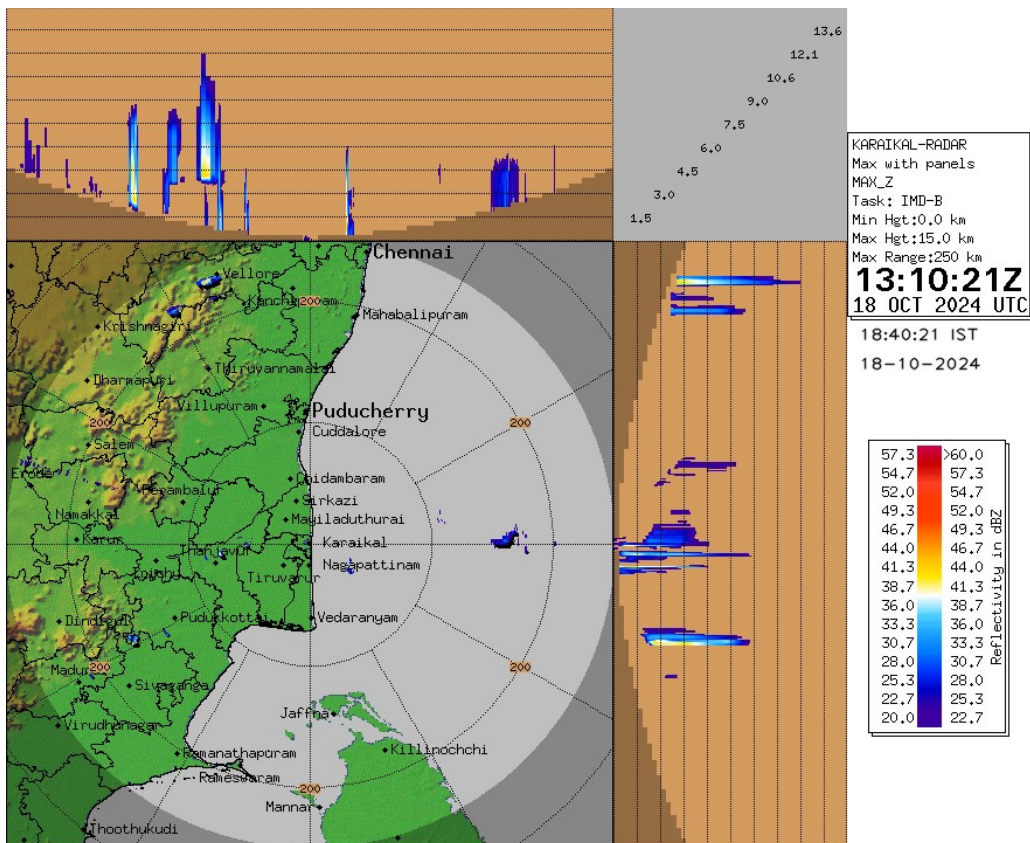 13.6
12.1
10.6
9.0
7.5
6.0
4.5
3.0
1.5
KARAIKAL-RADAR
Max with panels
MAX_Z
Task: IMD-B
Min Hgt:0.0 km
Max Hgt:15.0 km
Max Range:250 km
13:10:21Z
18 OCT 2024 UTC
18:40:21 IST
18-10-2024
Chennai
Vellore
200
Mahabalipuram
Krishnagiri
Thiruvannamalai
Dharmapuri
Villupuram
Puducherry
200
200
Cuddalore
Salem
Erode
Chidambaram
Perambalur
Sirkazi
Namakkal
Mayiladuthurai
Karur
Karaikal
Thanjavur
Nagapattinam
Tiruvarur
Dindigul
Pudukkottai
Vedaranyam
200
200
Sivaganga
Jaffna
Virudhunagar
Killinochchi
Ramanathapuram
Rameswaram
200
Mannar
Thoothukudi
57.3 >60.0
54.7 57.3
52.0 54.7
49.3 52.0
46.7 49.3
44.0 46.7
41.3 44.0
38.7 41.3
36.0 38.7
33.3 36.0
30.7 33.3
28.0 30.7
25.3 28.0
22.7 25.3
20.0 22.7
Reflectivity in dBZ